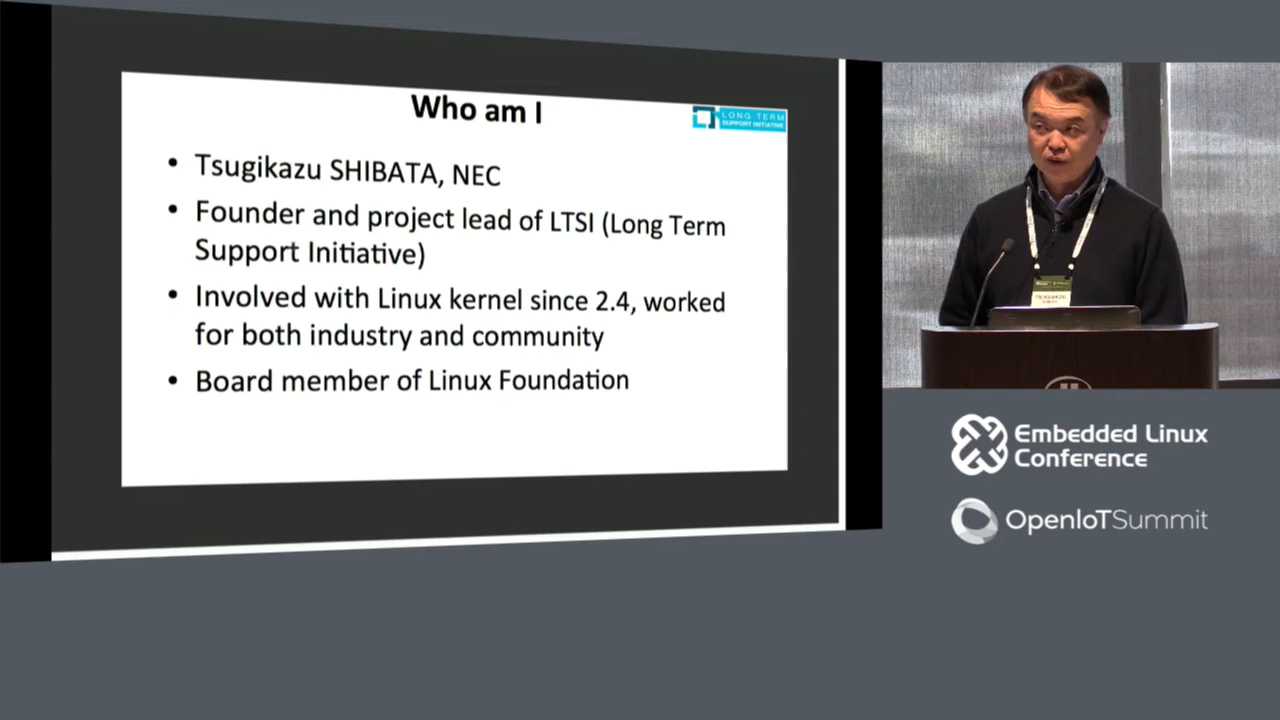 Who am I
LONG TERM
SUPPORT INITIATIVE
• Tsugikazu SHIBATA, NEC
• Founder and project lead of LTSI (Long Term
Support Initiative)
• Involved with Linux kernel since 2.4, worked
for both industry and community
• Board member of Linux Foundation
Embedded Linux
Conference
OpenIoTSummit